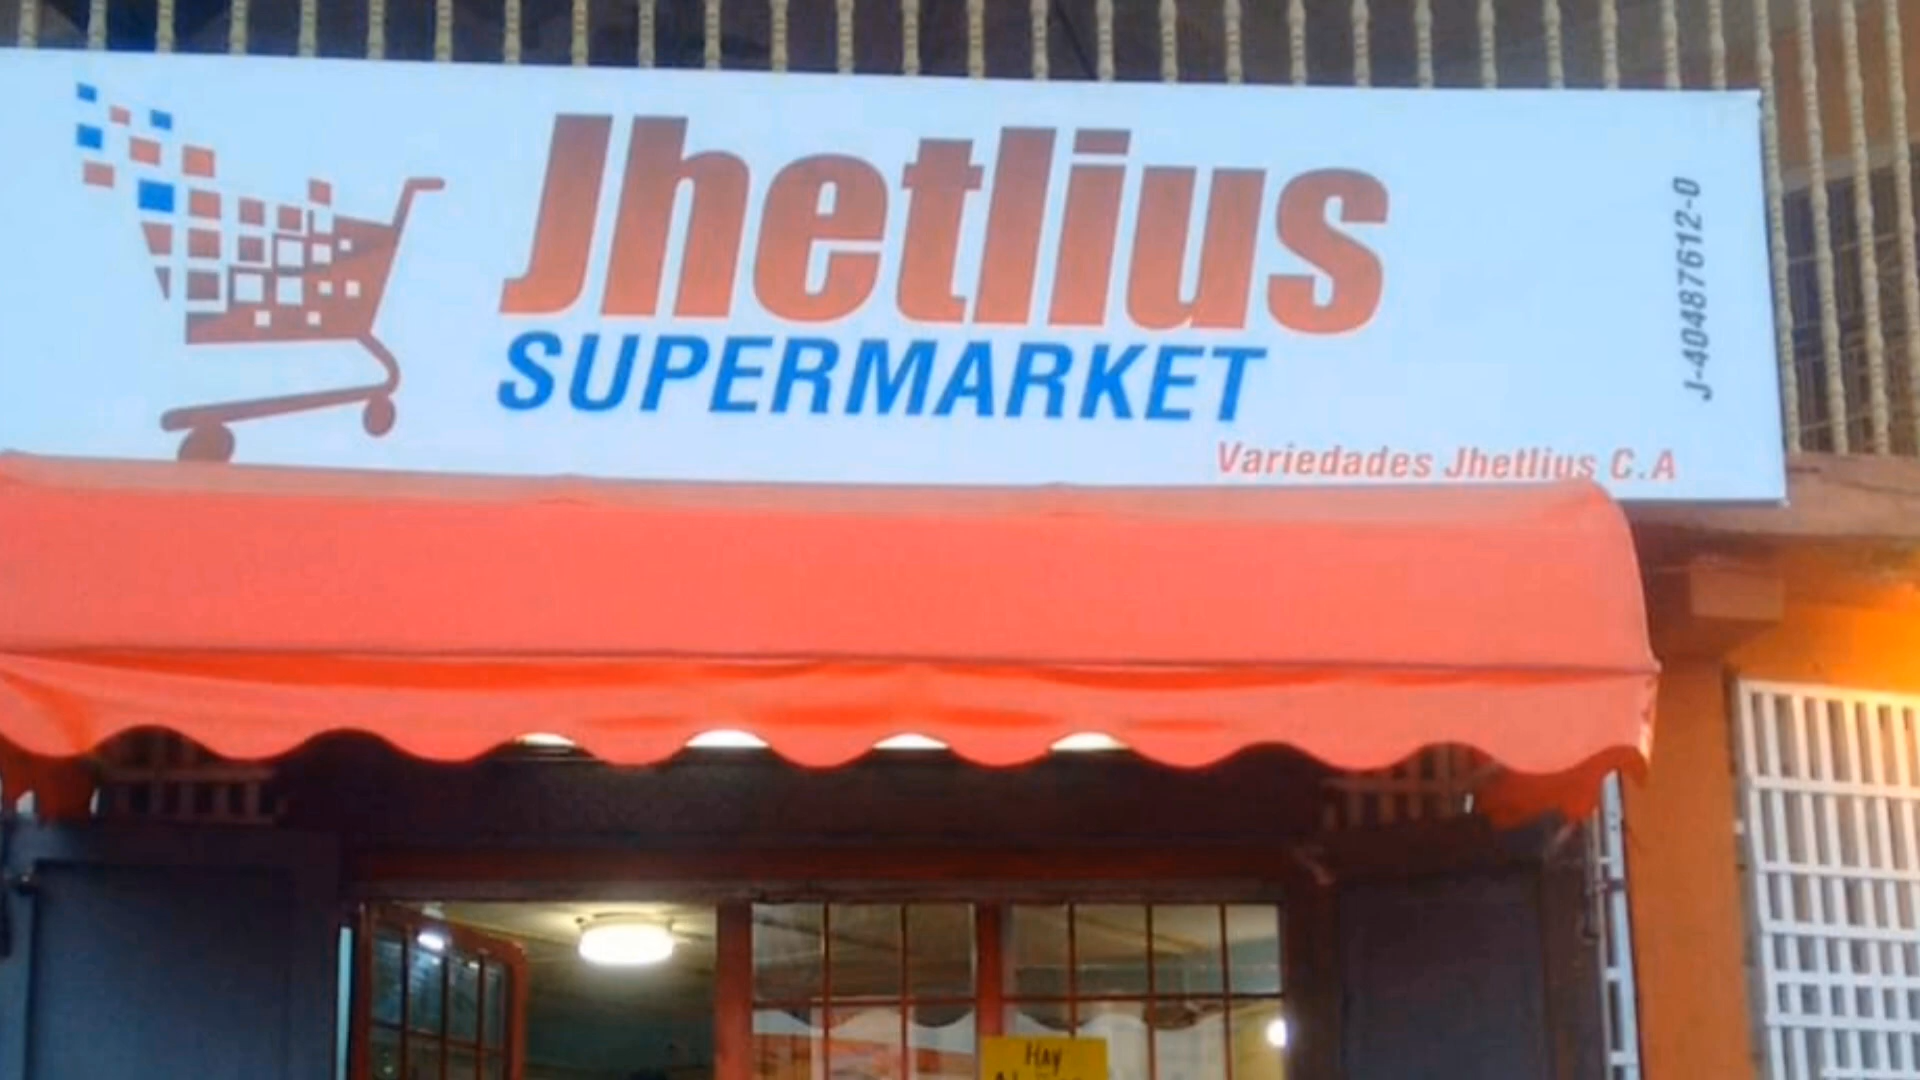 Jhetlius
SUPERMARKET
Variedades Jhetlius C.A
J-40487612-0
Hay